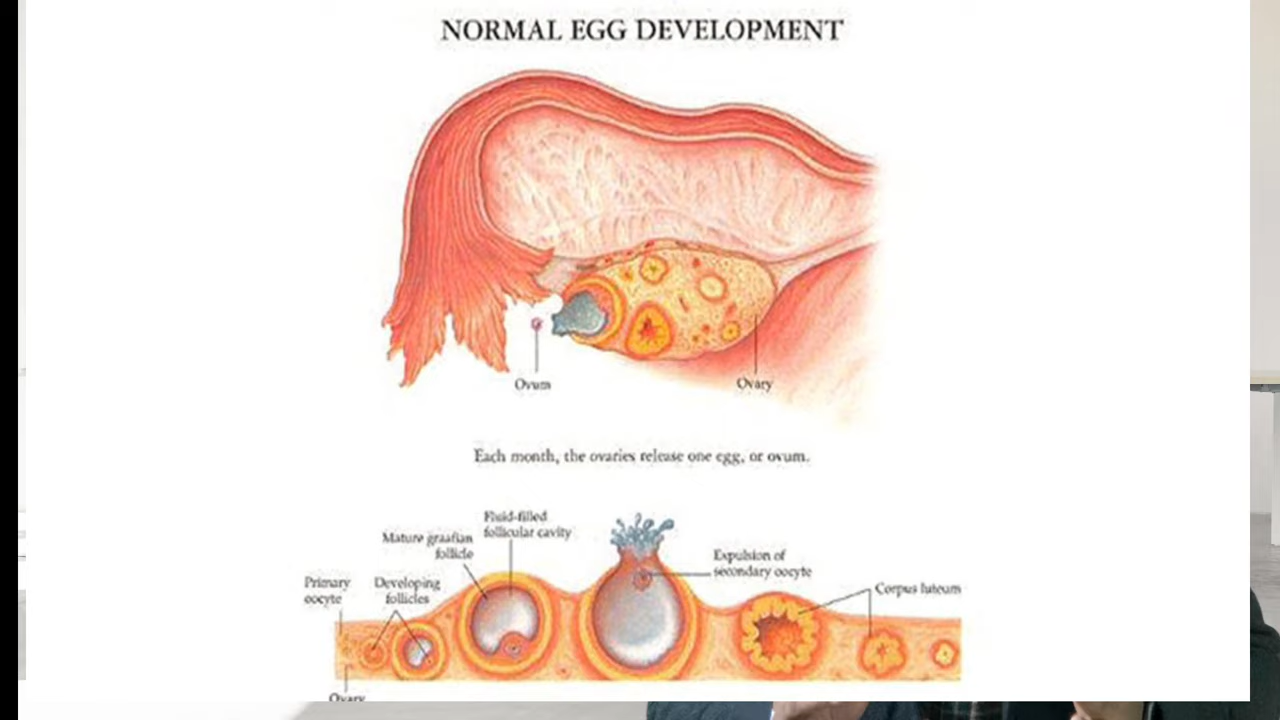 NORMAL EGG DEVELOPMENT
Ovum
Ovary
Each month, the ovaries release one egg, or ovum.
Fluid-filled
follicular cavity
Mature graafian
follicle
Expulsion of
secondary oocyte
Primary
oocyte
Developing
follicles
Corpus luteum
Ovary